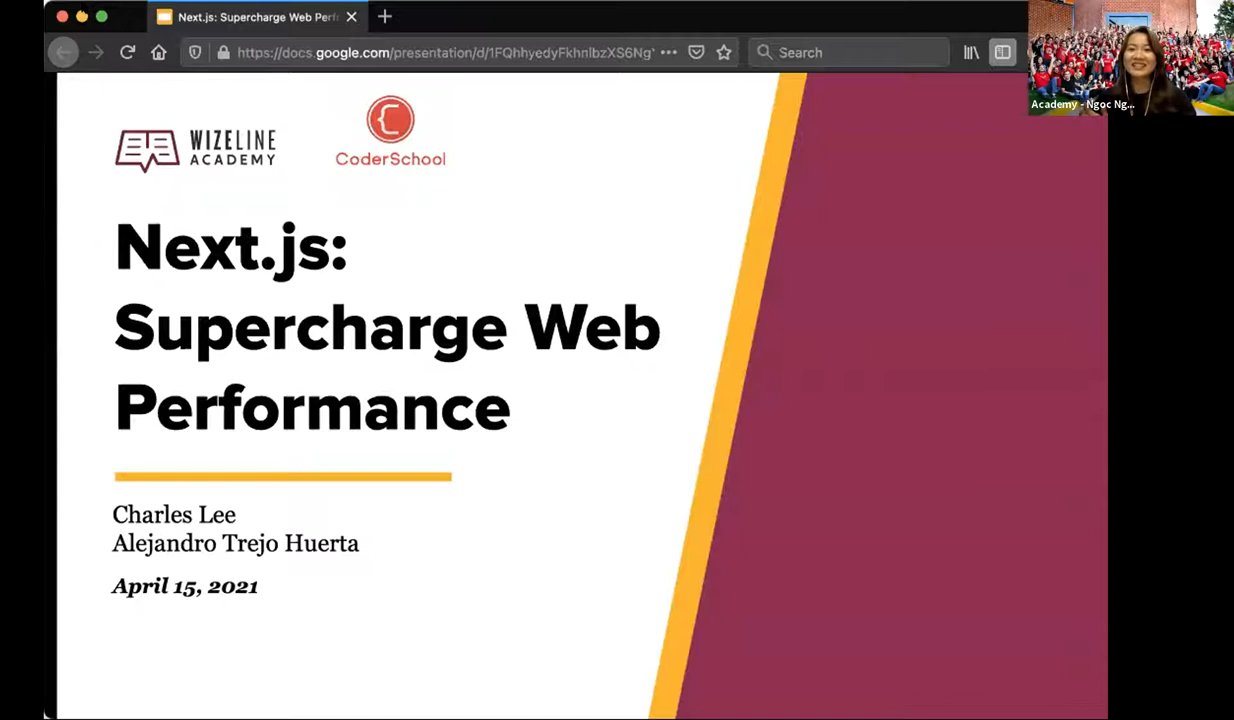 Next.js: Supercharge Web Perf
https://docs.google.com/presentation/d/1FQhhyedyFkhnlbzXS6Ng
Search
Academy - Ngoc Ng...
WIZELINE
ACADEMY
CoderSchool
Next.js:
Supercharge Web
Performance
Charles Lee
Alejandro Trejo Huerta
April 15, 2021